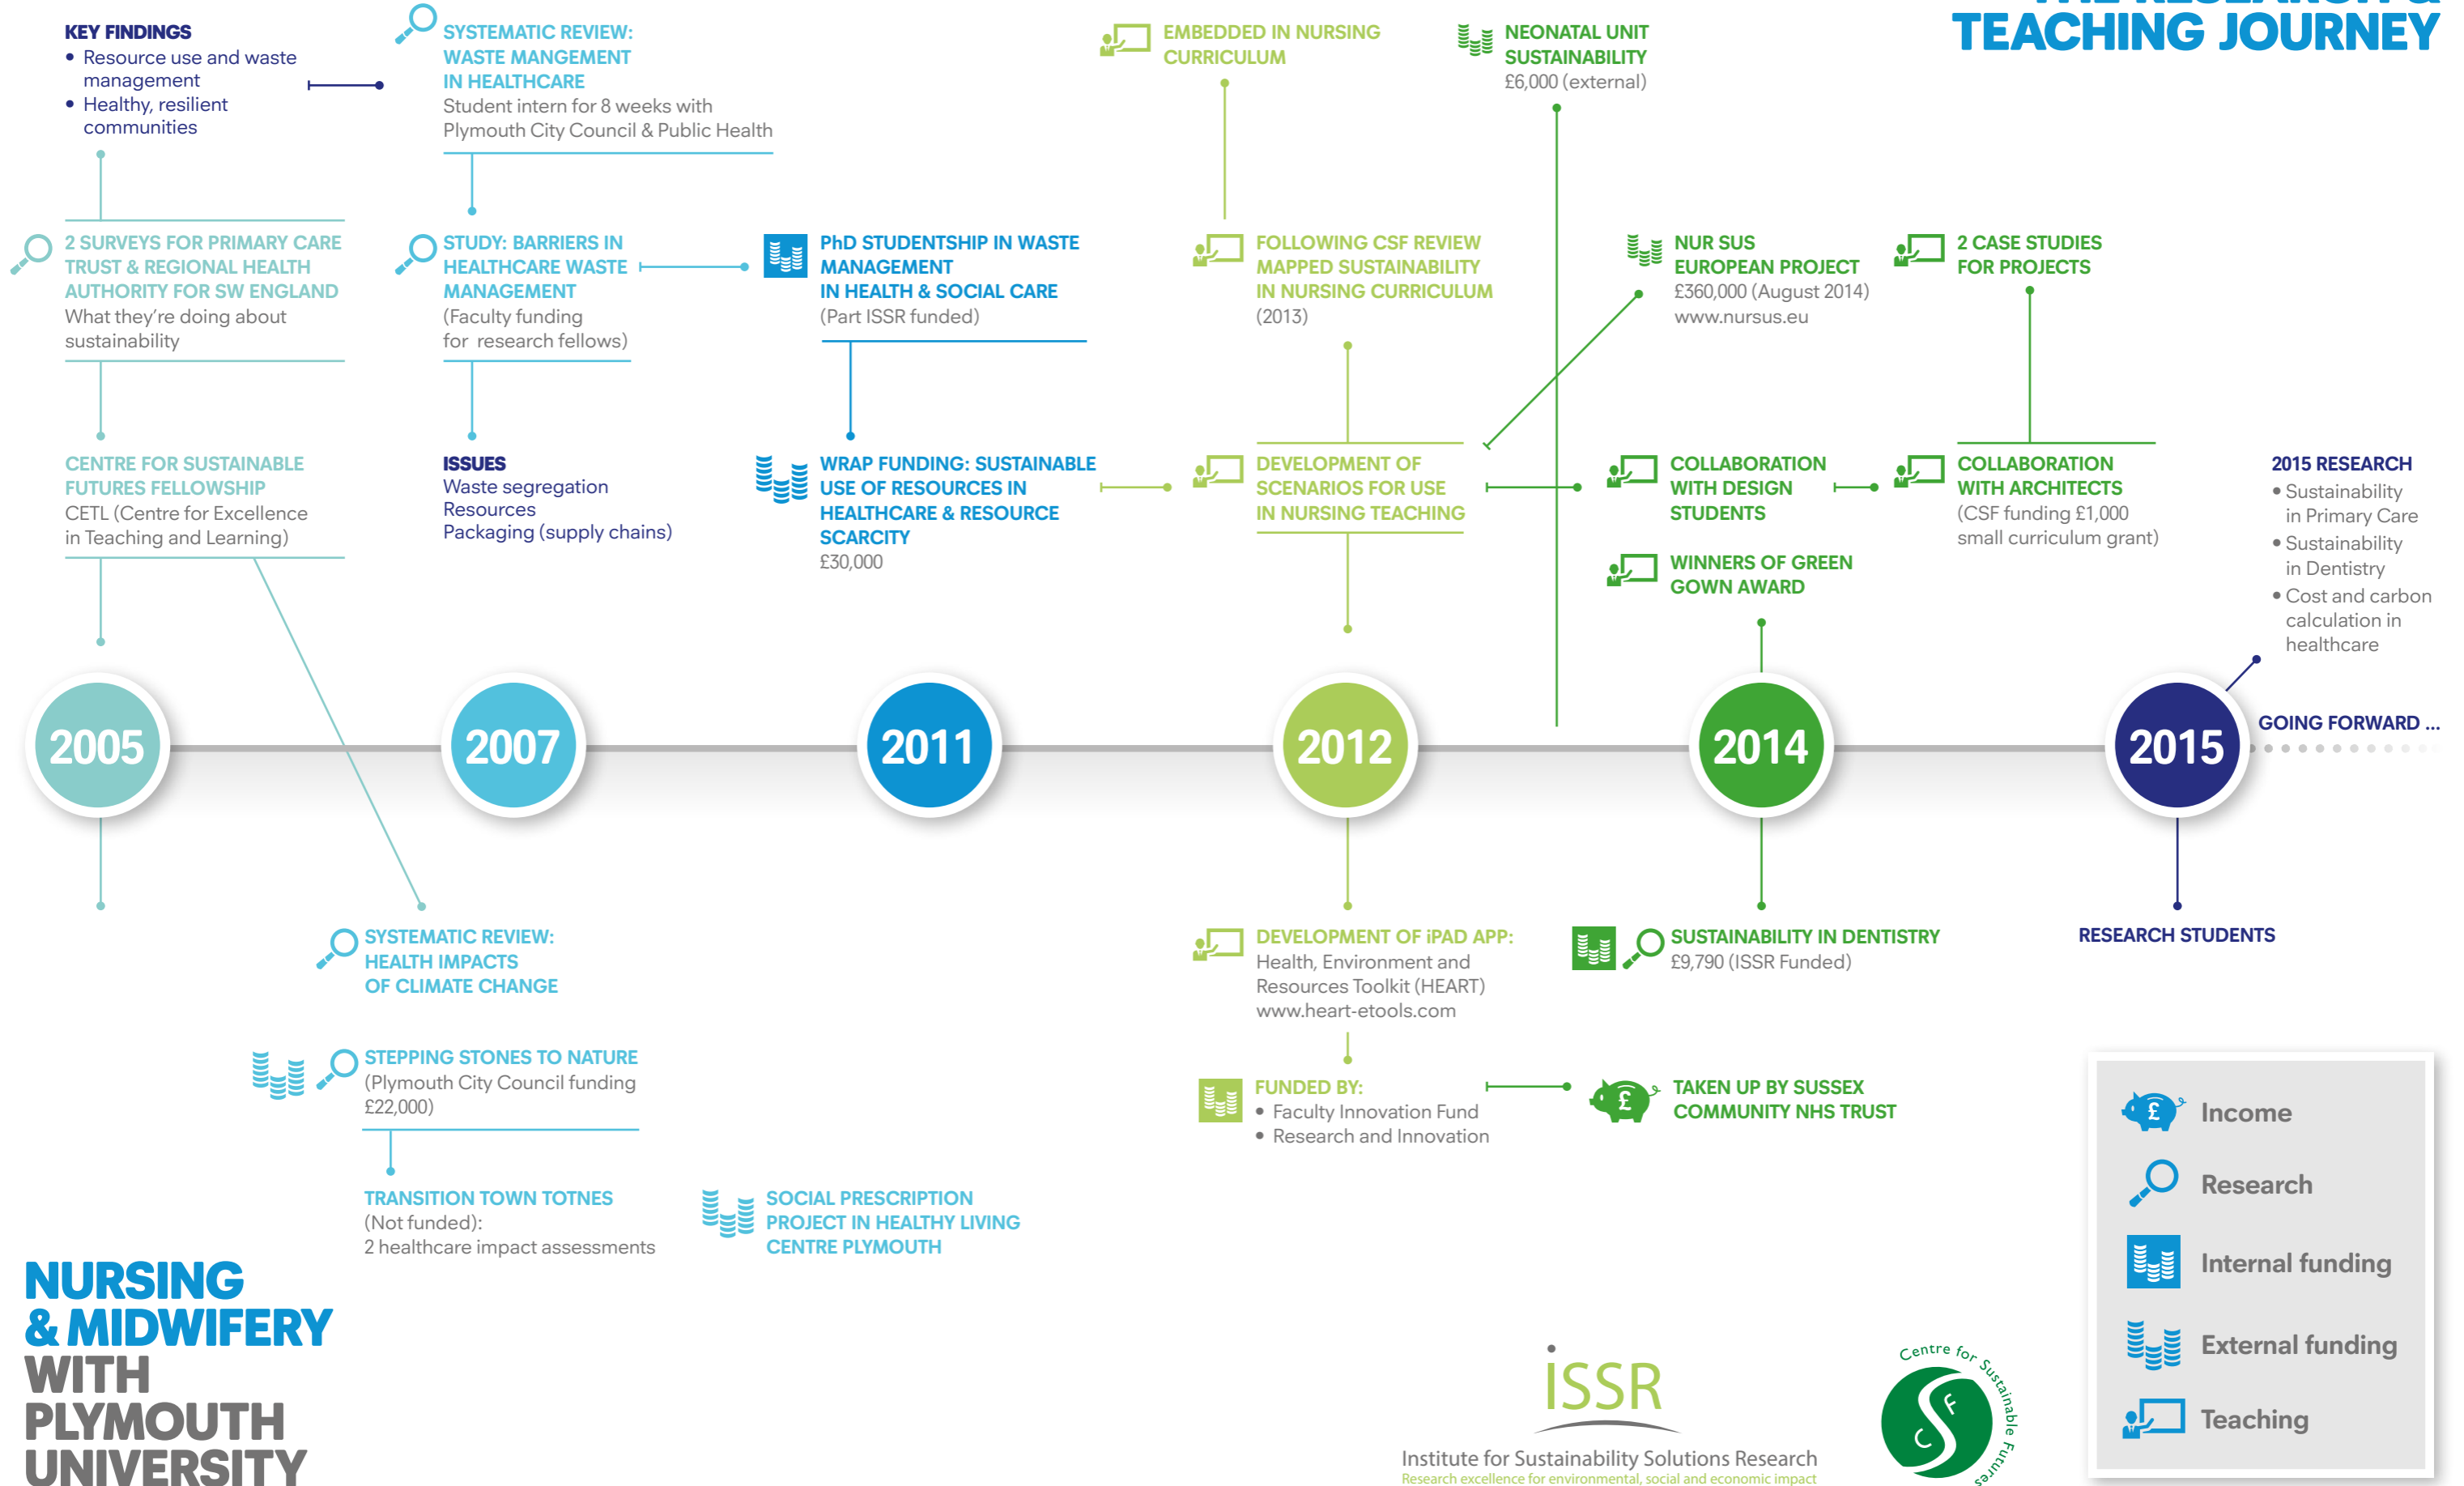 THE RESEARCH &
TEACHING JOURNEY
KEY FINDINGS
• Resource use and waste
management
• Healthy, resilient
communities
SYSTEMATIC REVIEW:
WASTE MANGEMENT
IN HEALTHCARE
Student intern for 8 weeks with
Plymouth City Council & Public Health
EMBEDDED IN NURSING
CURRICULUM
NEONATAL UNIT
SUSTAINABILITY
£6,000 (external)
2 SURVEYS FOR PRIMARY CARE
TRUST & REGIONAL HEALTH
AUTHORITY FOR SW ENGLAND
What they're doing about
sustainability
STUDY: BARRIERS IN
HEALTHCARE WASTE
MANAGEMENT
(Faculty funding
for research fellows)
PhD STUDENTSHIP IN WASTE
MANAGEMENT
IN HEALTH & SOCIAL CARE
(Part ISSR funded)
FOLLOWING CSF REVIEW
MAPPED SUSTAINABILITY
IN NURSING CURRICULUM
(2013)
NUR SUS
EUROPEAN PROJECT
£360,000 (August 2014)
www.nursus.eu
2 CASE STUDIES
FOR PROJECTS
CENTRE FOR SUSTAINABLE
FUTURES FELLOWSHIP
CETL (Centre for Excellence
in Teaching and Learning)
ISSUES
Waste segregation
Resources
Packaging (supply chains)
WRAP FUNDING: SUSTAINABLE
USE OF RESOURCES IN
HEALTHCARE & RESOURCE
SCARCITY
£30,000
DEVELOPMENT OF
SCENARIOS FOR USE
IN NURSING TEACHING
COLLABORATION
WITH DESIGN
STUDENTS
WINNERS OF GREEN
GOWN AWARD
COLLABORATION
WITH ARCHITECTS
(CSF funding £1,000
small curriculum grant)
2015 RESEARCH
• Sustainability
in Primary Care
• Sustainability
in Dentistry
• Cost and carbon
calculation in
healthcare
2005
2007
2011
2012
2014
2015
GOING FORWARD ...
SYSTEMATIC REVIEW:
HEALTH IMPACTS
OF CLIMATE CHANGE
STEPPING STONES TO NATURE
(Plymouth City Council funding
£22,000)
TRANSITION TOWN TOTNES
(Not funded):
2 healthcare impact assessments
SOCIAL PRESCRIPTION
PROJECT IN HEALTHY LIVING
CENTRE PLYMOUTH
DEVELOPMENT OF iPAD APP:
Health, Environment and
Resources Toolkit (HEART)
www.heart-etools.com
FUNDED BY:
• Faculty Innovation Fund
• Research and Innovation
SUSTAINABILITY IN DENTISTRY
£9,790 (ISSR Funded)
TAKEN UP BY SUSSEX
COMMUNITY NHS TRUST
RESEARCH STUDENTS
£ Income
Research
Internal funding
External funding
Teaching
NURSING
& MIDWIFERY
WITH
PLYMOUTH
UNIVERSITY
iSSR
Institute for Sustainability Solutions Research
Research excellence for environmental, social and economic impact
Centre for Sustainable Futures
CSF